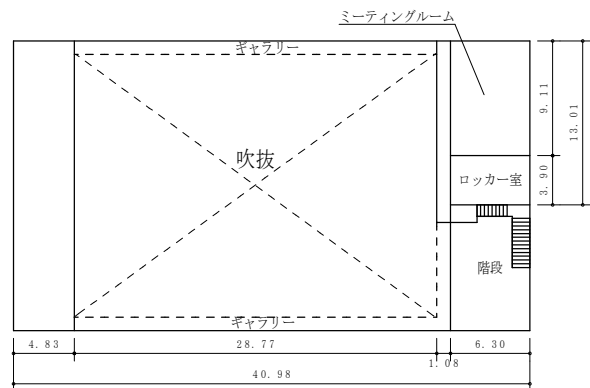 ミーティングルーム
ギャラリー
9.11
13.01
吹抜
ロッカー室
3.90
階段
ギャラリー
4.83
28.77
1.08
6.30
40.98